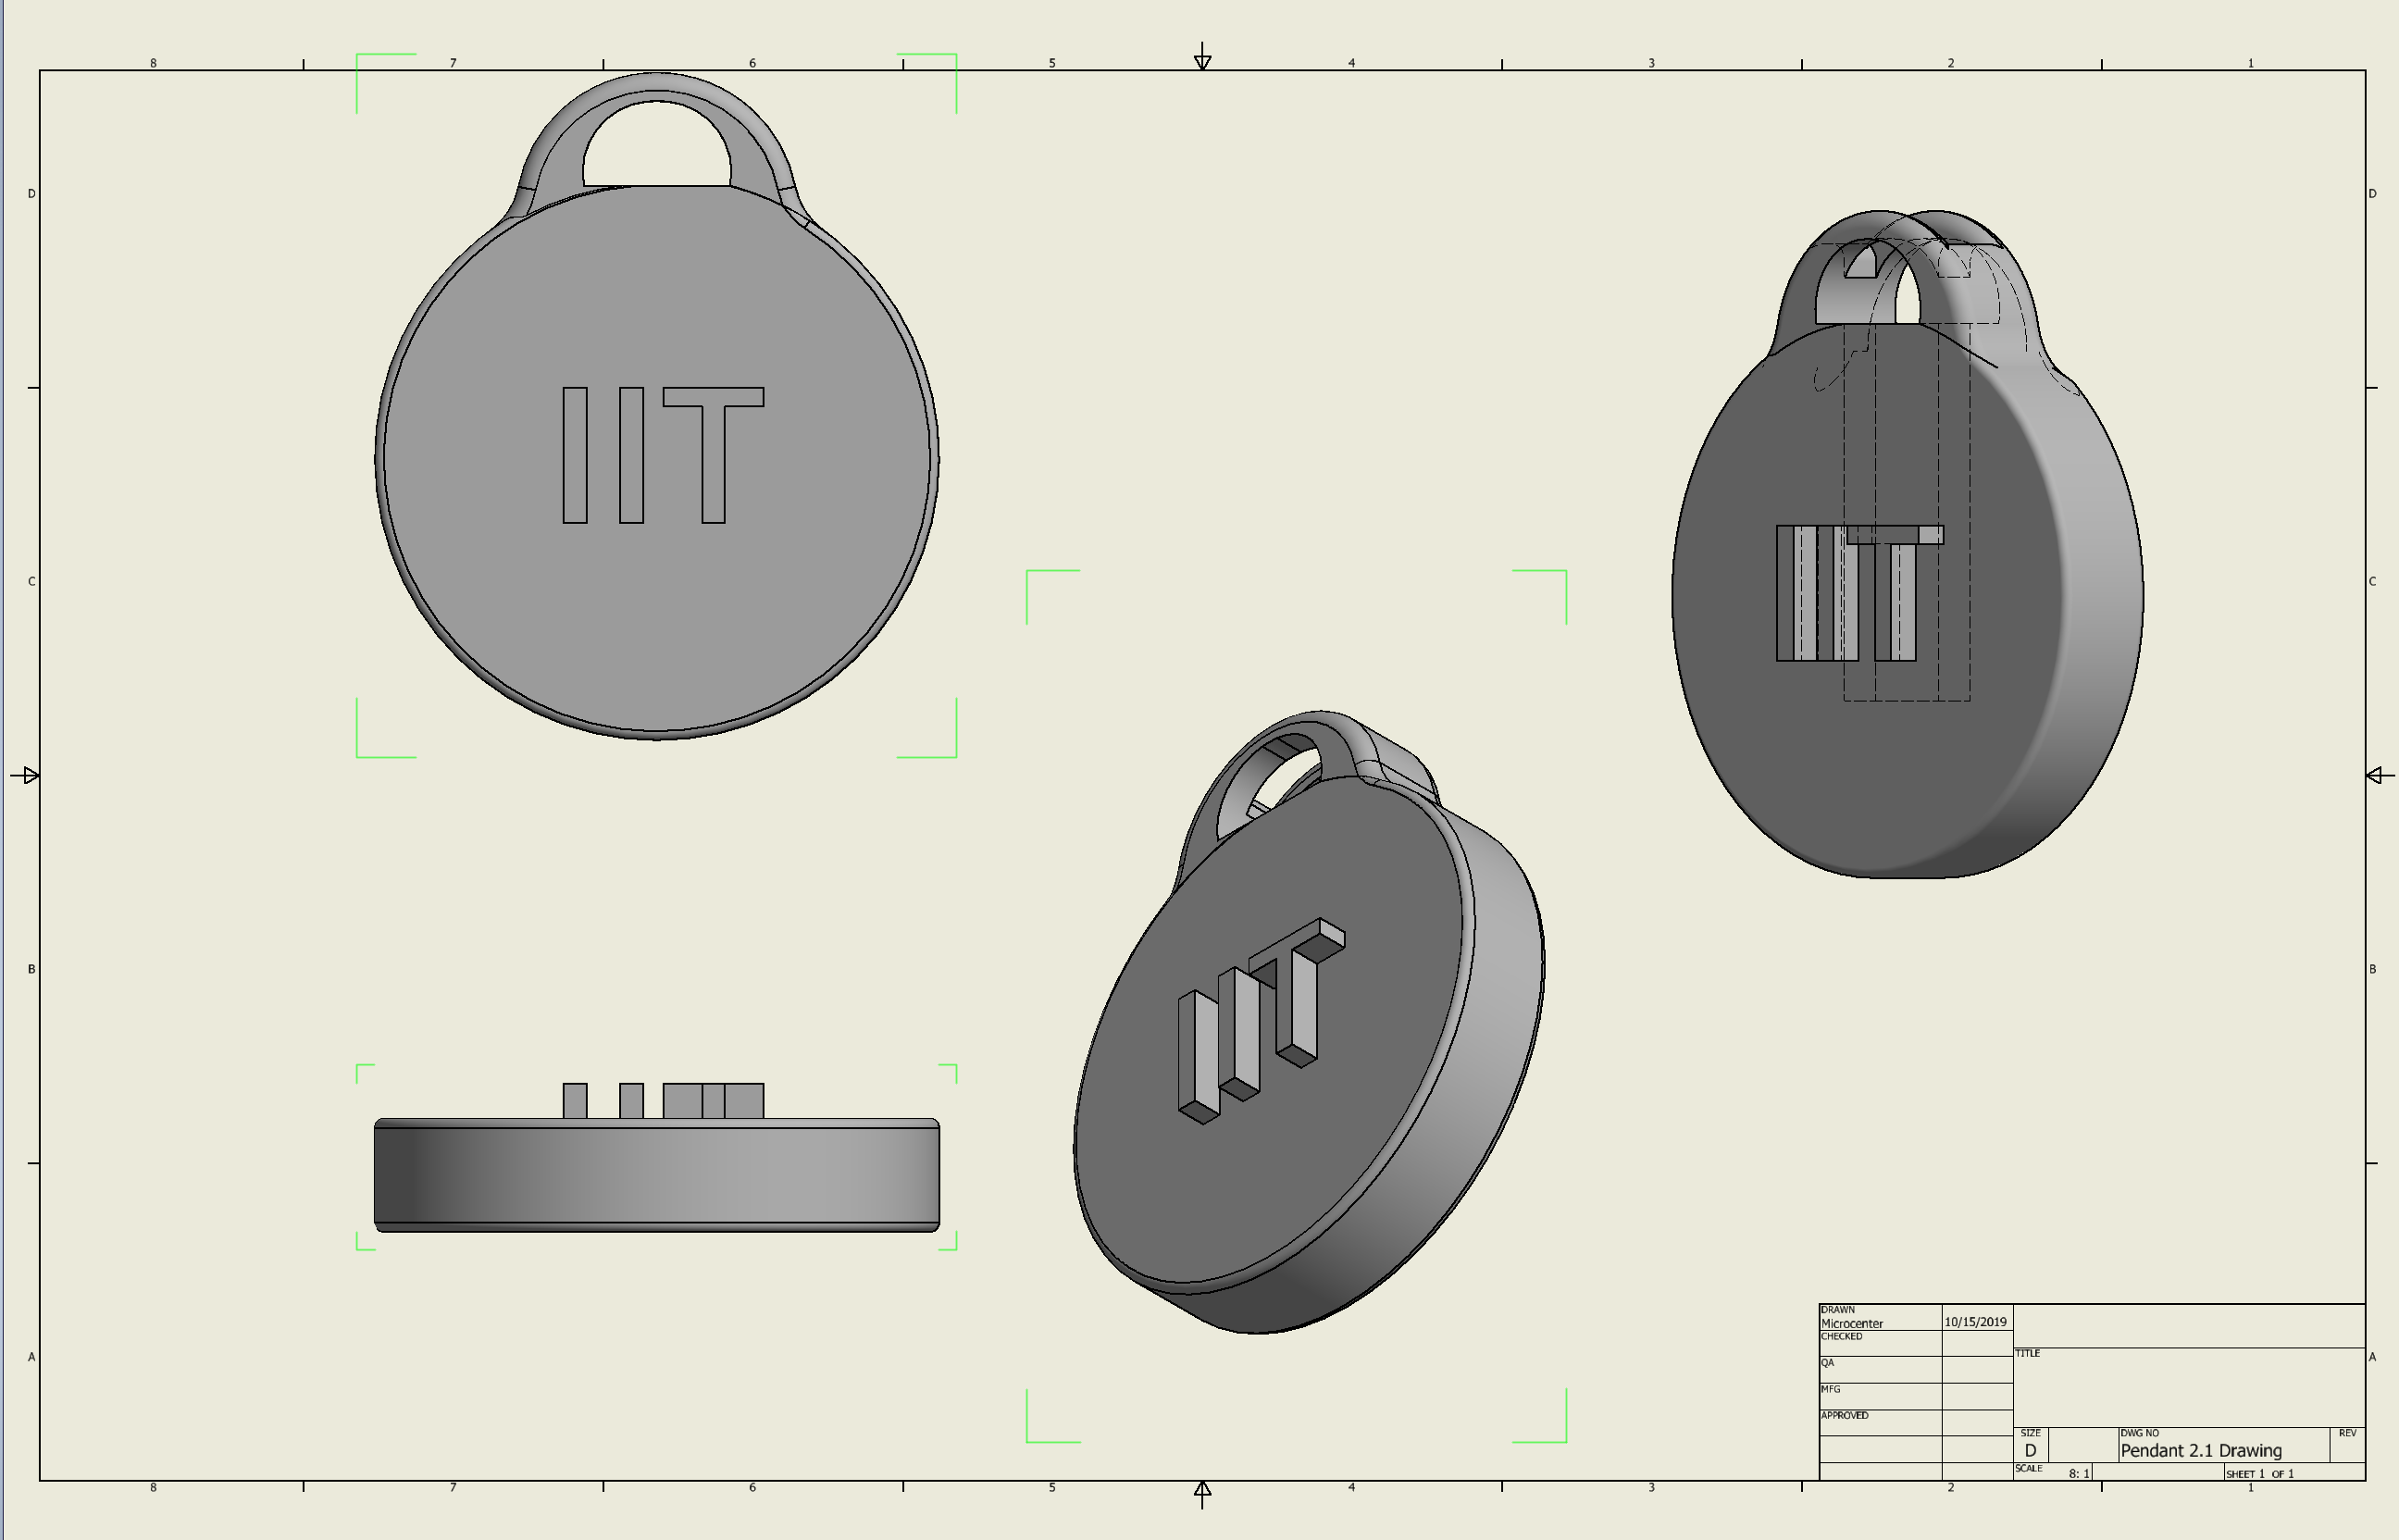 8 7 6 5 4 3 2 1
D D
IIT
C C
IIT
IIT
B B
DRAWN
Microcenter 10/15/2019
CHECKED
TITLE
A A
QA
MFG
APPROVED
SIZE DWG NO REV
D Pendant 2.1 Drawing
SCALE 8:1 SHEET 1 OF 1
8 7 6 5 4 3 2 1